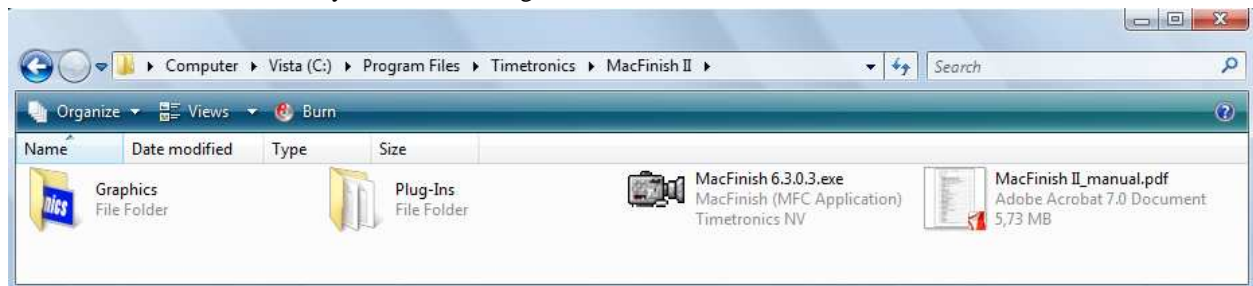 Computer ▸ Vista (C:) ▸ Program Files ▸ Timetronics ▸ MacFinish II ▸
Search
Organize Views Burn
Name Date modified Type Size
nics
Graphics
File Folder
Plug-Ins
File Folder
MacFinish 6.3.0.3.exe
MacFinish (MFC Application)
Timetronics NV
MacFinish II_manual.pdf
Adobe Acrobat 7.0 Document
5,73 MB